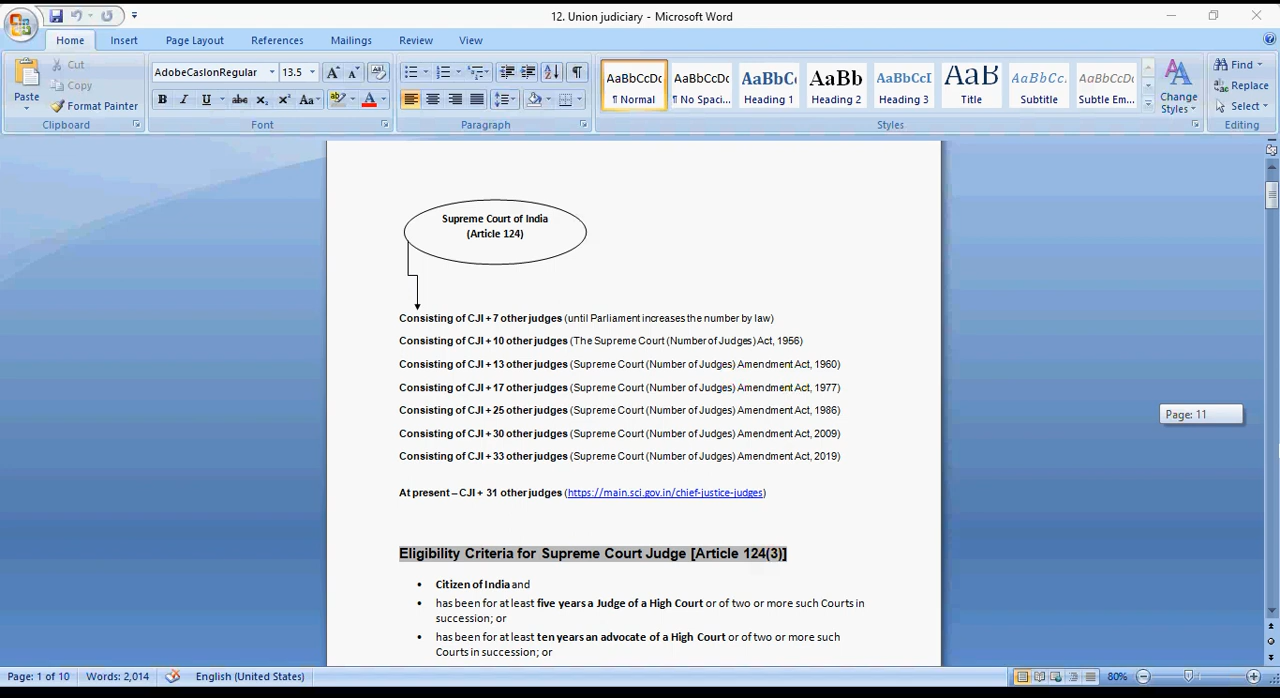 12. Union judiciary - Microsoft Word
Home Insert Page Layout References Mailings Review View
Cut
Copy
Format Painter
Paste
Clipboard
AdobeCaslonRegular 13.5
B I U abc X₂ X² Aa
Font
Paragraph
AaBbCcDc AaBbCcDc AaBbCc AaBb AaBbCcI AaB AaBbCc. AaBbCcDc
¶ Normal ¶ No Spaci... Heading 1 Heading 2 Heading 3 Title Subtitle Subtle Em...
Change
Styles
Styles
Find
Replace
Select
Editing
Supreme Court of India
(Article 124)
Consisting of CJI + 7 other judges (until Parliament increases the number by law)
Consisting of CJI + 10 other judges (The Supreme Court (Number of Judges) Act, 1956)
Consisting of CJI + 13 other judges (Supreme Court (Number of Judges) Amendment Act, 1960)
Consisting of CJI + 17 other judges (Supreme Court (Number of Judges) Amendment Act, 1977)
Consisting of CJI + 25 other judges (Supreme Court (Number of Judges) Amendment Act, 1986)
Consisting of CJI + 30 other judges (Supreme Court (Number of Judges) Amendment Act, 2009)
Consisting of CJI + 33 other judges (Supreme Court (Number of Judges) Amendment Act, 2019)
At present – CJI + 31 other judges (https://main.sci.gov.in/chief-justice-judges)
Page: 11
Eligibility Criteria for Supreme Court Judge [Article 124(3)]
• Citizen of India and
• has been for at least five years a Judge of a High Court or of two or more such Courts in
succession; or
• has been for at least ten years an advocate of a High Court or of two or more such
Courts in succession; or
Page: 1 of 10 Words: 2,014 English (United States) 80%